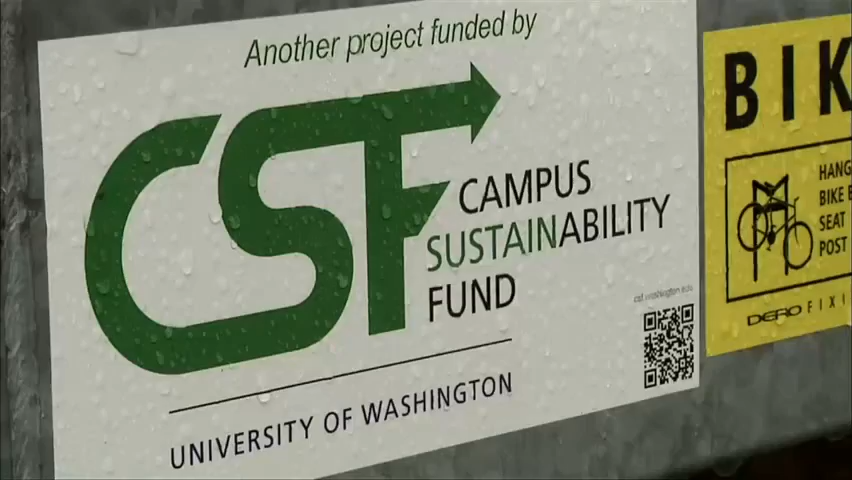 Another project funded by
CSF
CAMPUS
SUSTAINABILITY
FUND
csf.washington.edu
UNIVERSITY OF WASHINGTON
BIK
HANG
BIKE B
SEAT
POST
DERO FIXI